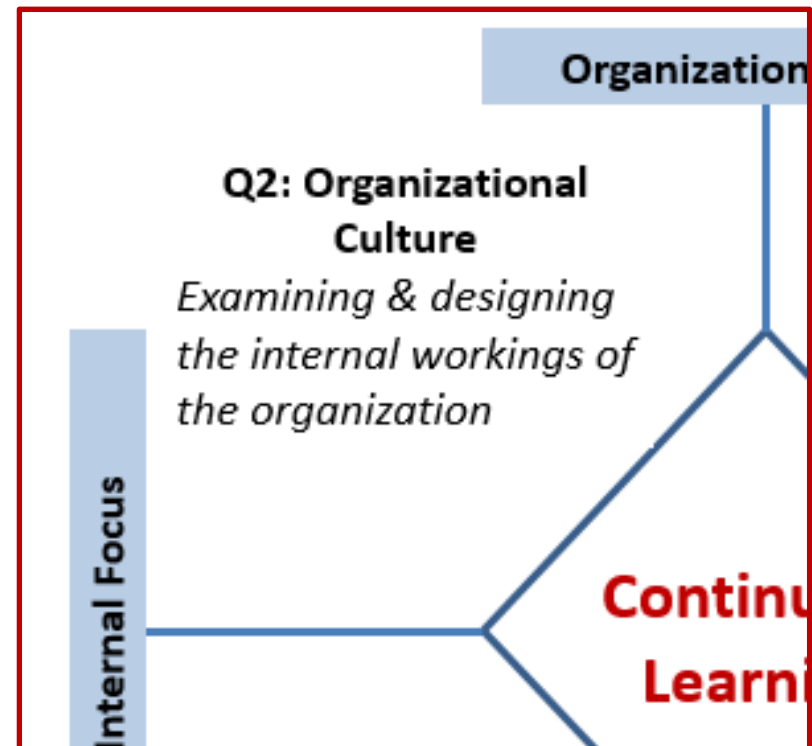 Organization
Q2: Organizational
Culture
Examining & designing
the internal workings of
the organization
Internal Focus
Continu
Learni